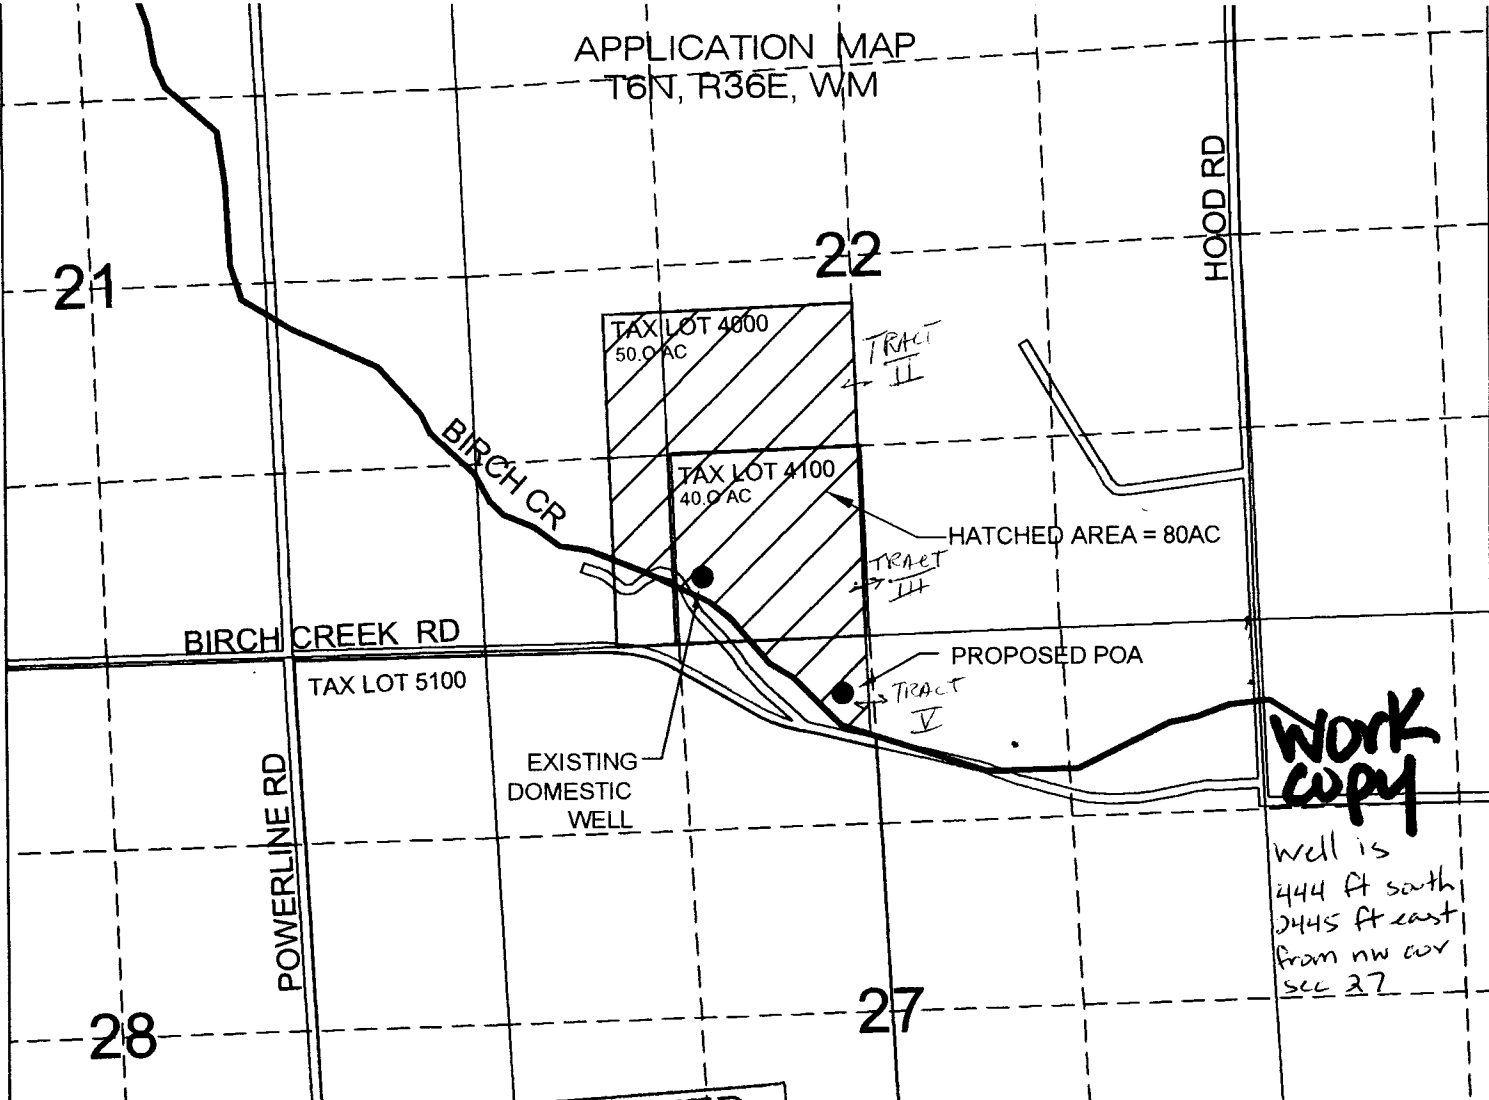 APPLICATION MAP
T6N, R36E, WM
HOOD RD
21
22
TAX LOT 4000
50.0 AC
TRACT
II
BIRCH CR
TAX LOT 4100
40.0 AC
HATCHED AREA = 80AC
TRACT
III
BIRCH CREEK RD
PROPOSED POA
TAX LOT 5100
TRACT
V
WORK
COPY
EXISTING
DOMESTIC
WELL
POWERLINE RD
Well is
444 ft south
2445 ft east
from nw cor
sec 27
27
28